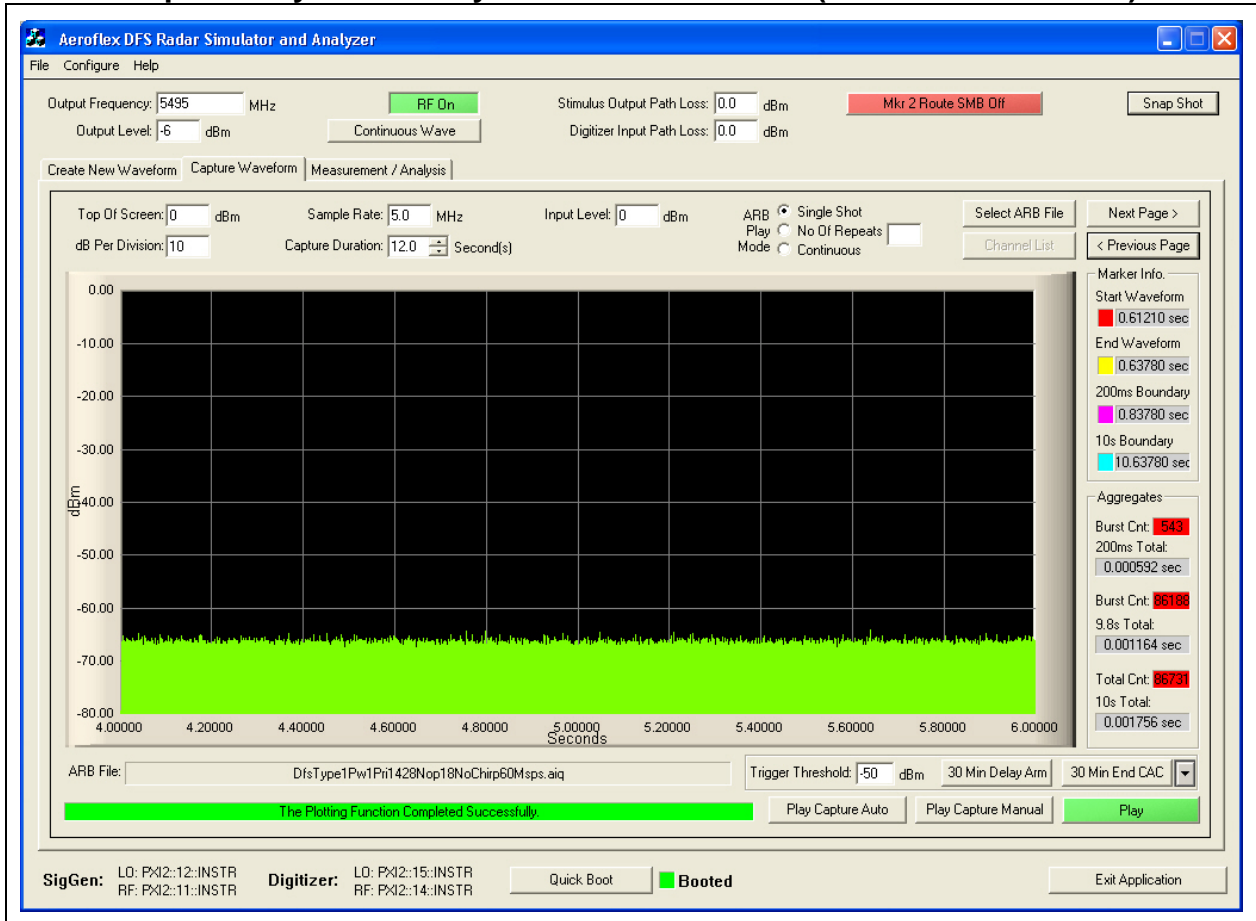 Aeroflex DFS Radar Simulator and Analyzer
File Configure Help
Output Frequency: 5495 MHz
RF On
Stimulus Output Path Loss: 0.0 dBm
Mkr 2 Route SMB Off
Snap Shot
Output Level: -6 dBm
Continuous Wave
Digitizer Input Path Loss: 0.0 dBm
Create New Waveform Capture Waveform Measurement / Analysis
Top Of Screen: 0 dBm
Sample Rate: 5.0 MHz
Input Level: 0 dBm
ARB Play Mode
Single Shot
No Of Repeats
Continuous
Select ARB File
Next Page >
dB Per Division: 10
Capture Duration: 12.0 Second(s)
Channel List
< Previous Page
Marker Info.
Start Waveform
0.61210 sec
End Waveform
0.63780 sec
200ms Boundary
0.83780 sec
10s Boundary
10.63780 sec
Aggregates
Burst Cnt: 543
200ms Total:
0.000592 sec
Burst Cnt: 86188
9.8s Total:
0.001164 sec
Total Cnt: 86731
10s Total:
0.001756 sec
0.00
-10.00
-20.00
-30.00
-40.00
-50.00
-60.00
-70.00
-80.00
dBm
4.00000 4.20000 4.40000 4.60000 4.80000 5.00000 5.20000 5.40000 5.60000 5.80000 6.00000
Seconds
ARB File: DfsType1Pw1Pri1428Nop18NoChirp60Msps.aiq
Trigger Threshold: -50 dBm
30 Min Delay Arm
30 Min End CAC
The Plotting Function Completed Successfully.
Play Capture Auto
Play Capture Manual
Play
SigGen: LO: PXI2::12::INSTR
RF: PXI2::11::INSTR
Digitizer: LO: PXI2::15::INSTR
RF: PXI2::14::INSTR
Quick Boot
Booted
Exit Application